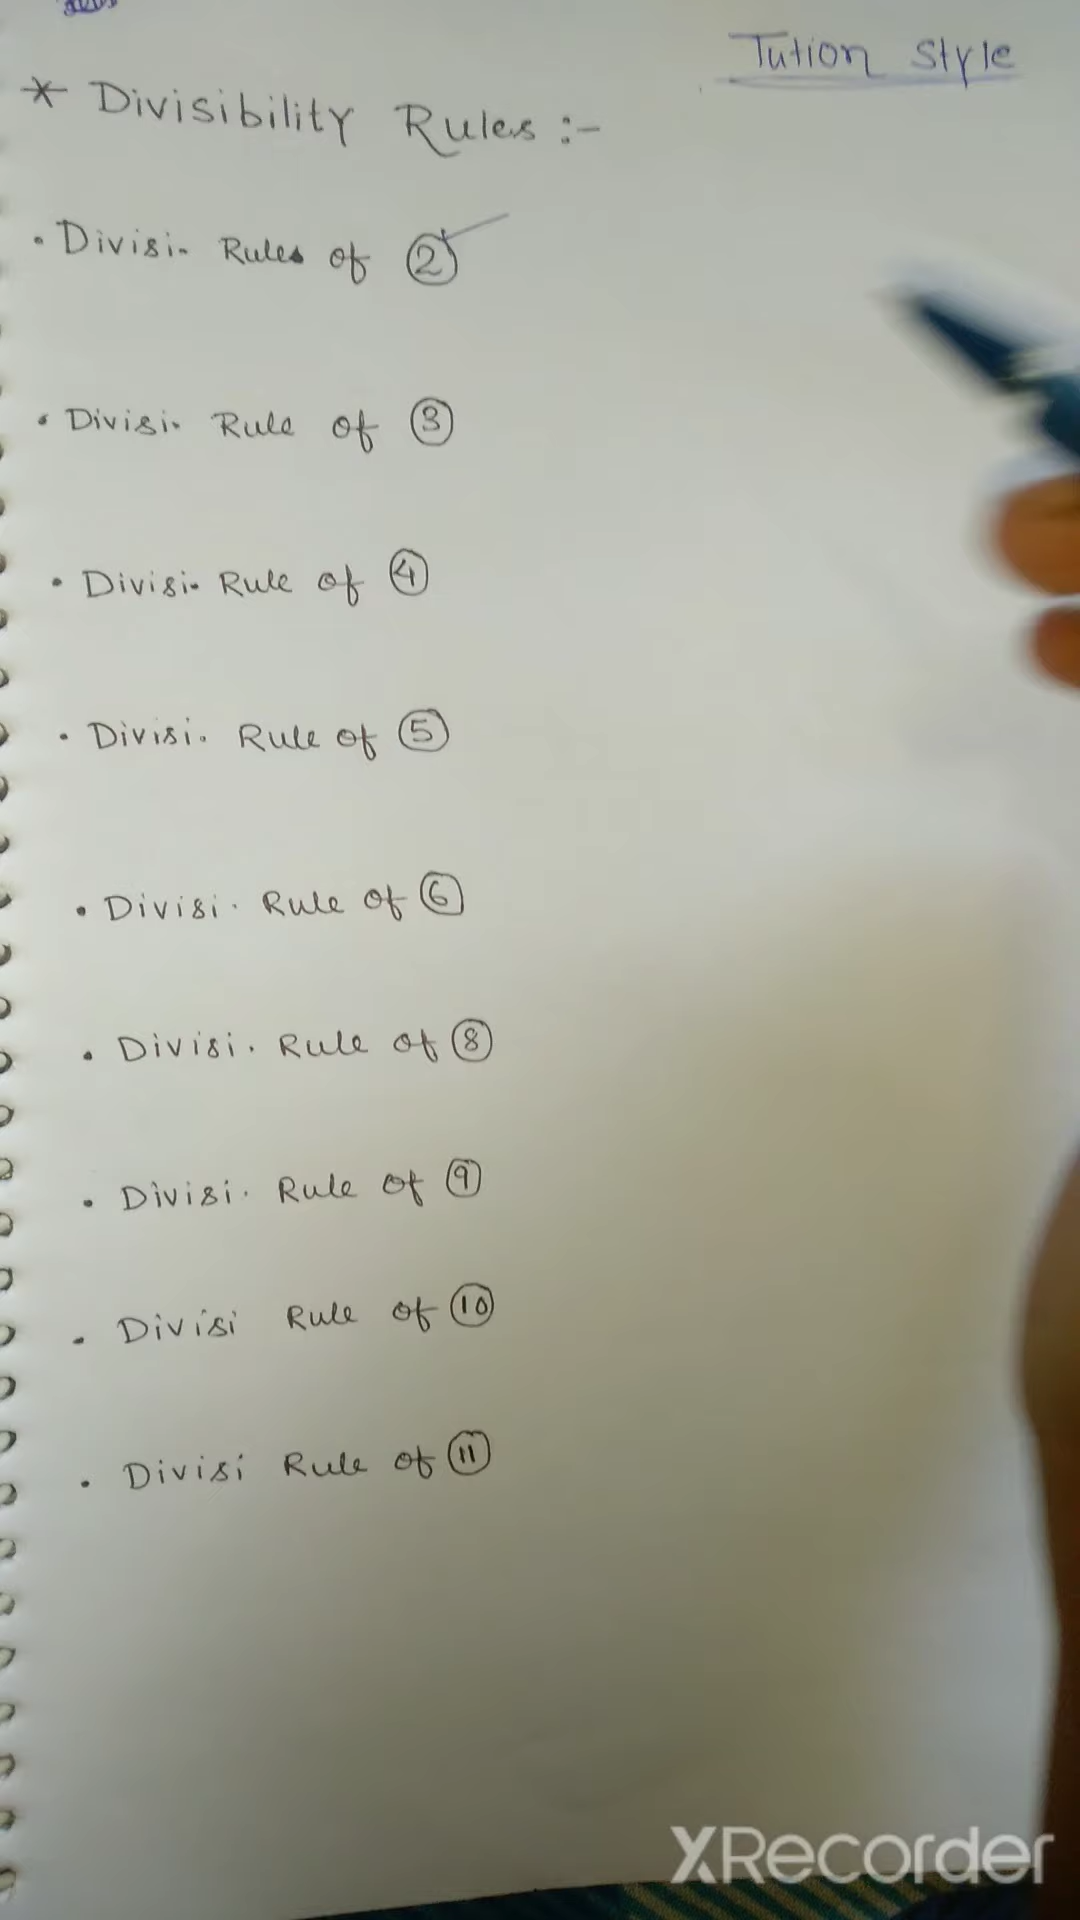 Tution Style
* Divisibility Rules :-
• Divisi. Rules of 2
• Divisi. Rule of 3
• Divisi. Rule of 4
• Divisi. Rule of 5
• Divisi. Rule of 6
• Divisi. Rule of 8
• Divisi. Rule of 9
• Divisi Rule of 10
• Divisi Rule of 11
XRecorder